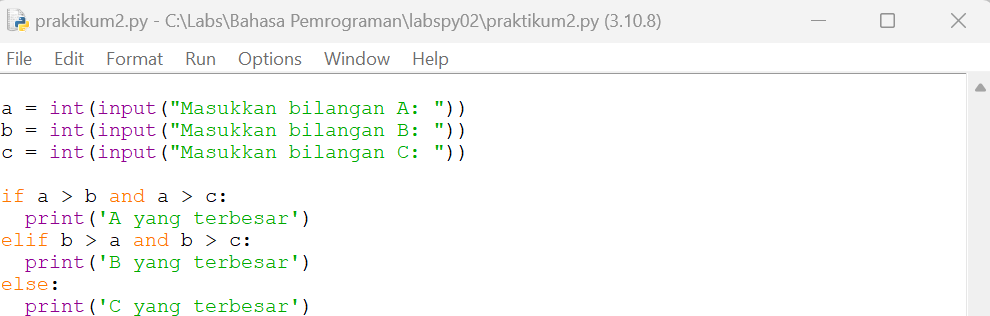 praktikum2.py - C:\Labs\Bahasa Pemrograman\labspy02\praktikum2.py (3.10.8)
File Edit Format Run Options Window Help
a = int(input("Masukkan bilangan A: "))
b = int(input("Masukkan bilangan B: "))
c = int(input("Masukkan bilangan C: "))
if a > b and a > c:
  print('A yang terbesar')
elif b > a and b > c:
  print('B yang terbesar')
else:
  print('C yang terbesar')